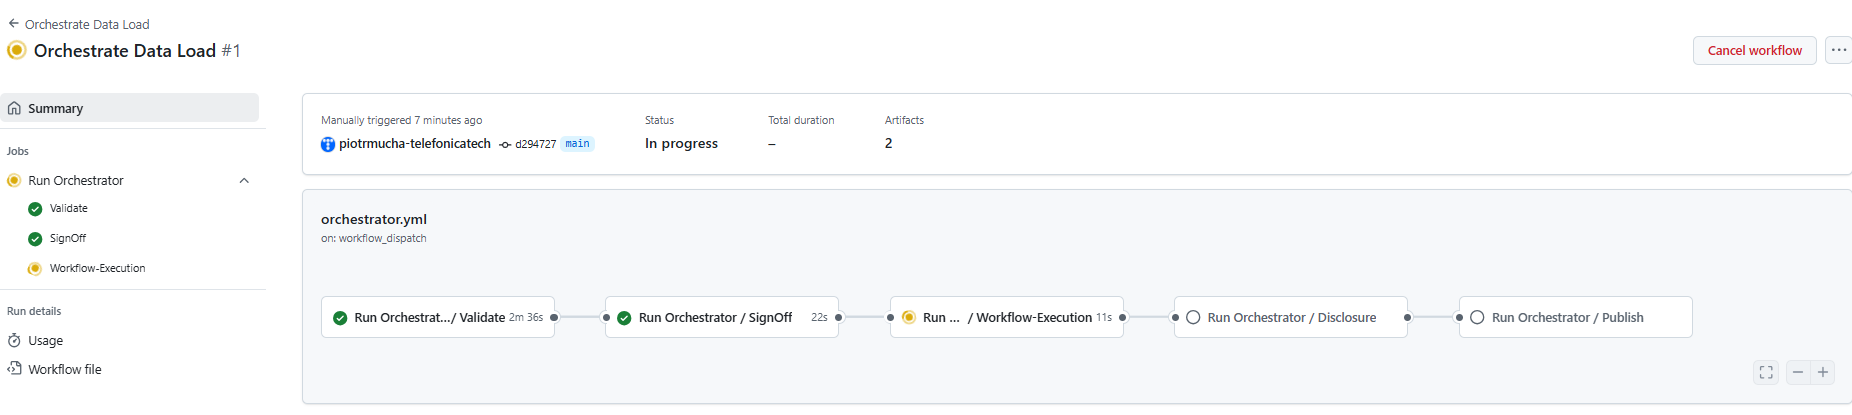 Orchestrate Data Load
Orchestrate Data Load #1
Cancel workflow
Summary
Jobs
Run Orchestrator
Validate
SignOff
Workflow-Execution
Run details
Usage
Workflow file
Manually triggered 7 minutes ago
piotrmucha-telefonicatech d294727 main
Status
In progress
Total duration
–
Artifacts
2
orchestrator.yml
on: workflow_dispatch
Run Orchestrat.../ Validate 2m 36s
Run Orchestrator / SignOff 22s
Run ... / Workflow-Execution 11s
Run Orchestrator / Disclosure
Run Orchestrator / Publish